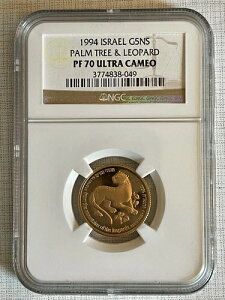 1994 ISRAEL G5NS
PALM TREE & LEOPARD
PF 70 ULTRA CAMEO
3774838-049
NGC